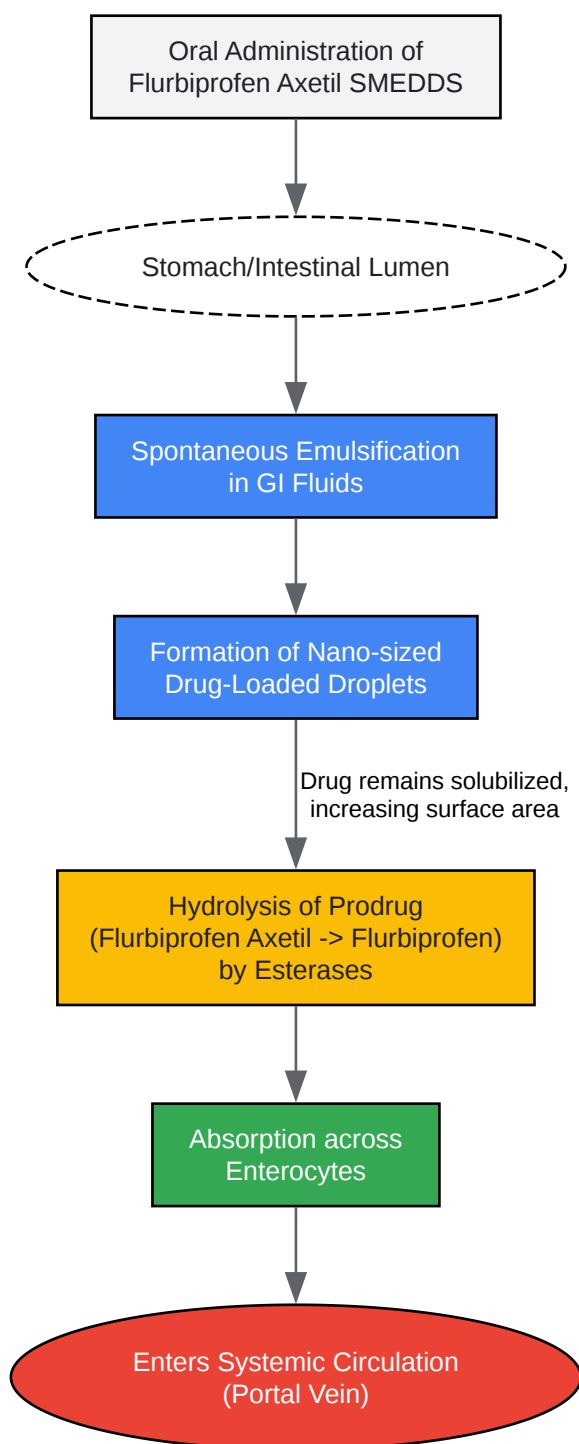 Oral Administration of
Flurbiprofen Axetil SMEDDS
Stomach/Intestinal Lumen
Spontaneous Emulsification
in GI Fluids
Formation of Nano-sized
Drug-Loaded Droplets
Drug remains solubilized,
increasing surface area
Hydrolysis of Prodrug
(Flurbiprofen Axetil -> Flurbiprofen)
by Esterases
Absorption across
Enterocytes
Enters Systemic Circulation
(Portal Vein)